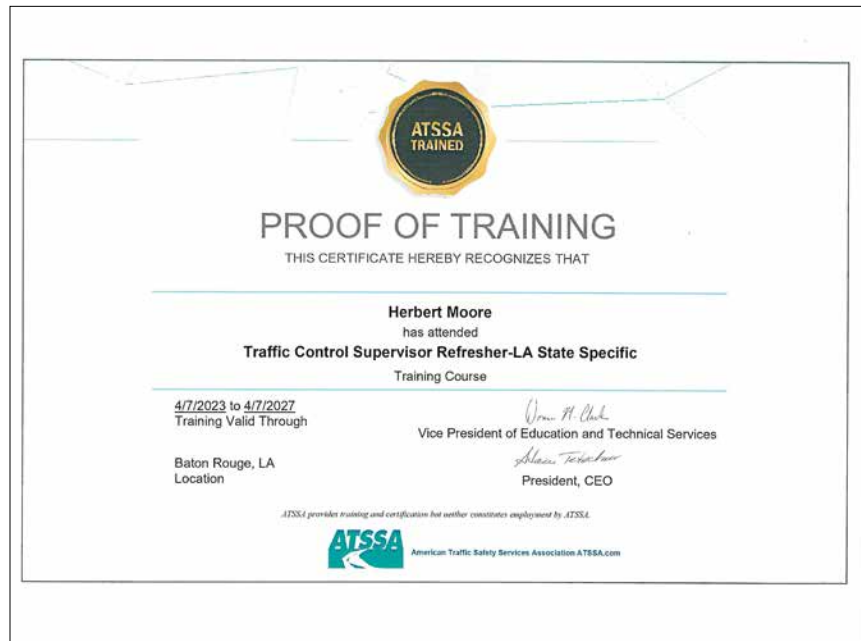 ATSSA
TRAINED
PROOF OF TRAINING
THIS CERTIFICATE HEREBY RECOGNIZES THAT
Herbert Moore
has attended
Traffic Control Supervisor Refresher-LA State Specific
Training Course
4/7/2023 to 4/7/2027
Training Valid Through
Vice President of Education and Technical Services
Baton Rouge, LA
Location
President, CEO
ATSSA provides training and certification but neither constitutes employment by ATSSA.
ATSSA
American Traffic Safety Services Association ATSSA.com